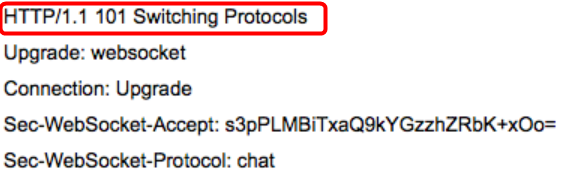 HTTP/1.1 101 Switching Protocols
Upgrade: websocket
Connection: Upgrade
Sec-WebSocket-Accept: s3pPLMBiTxaQ9kYGzzhZRbK+xOo=
Sec-WebSocket-Protocol: chat